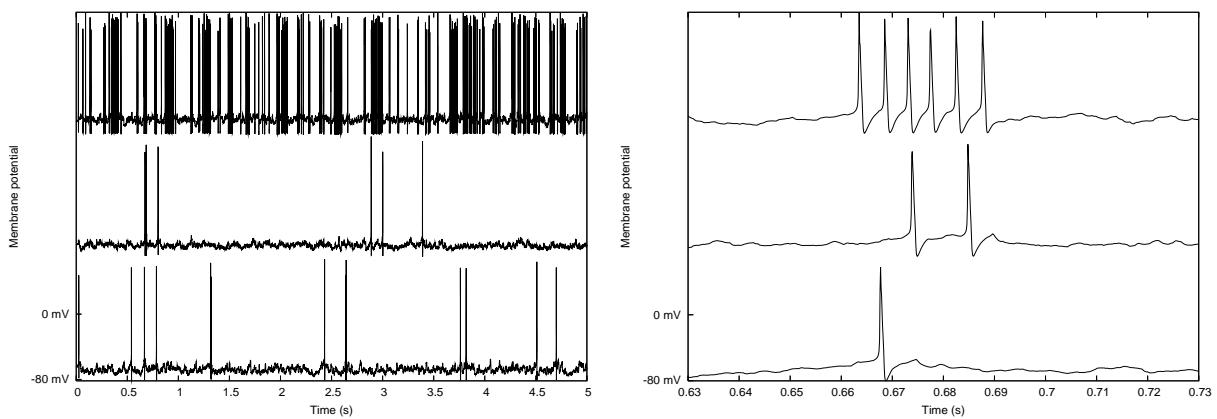 Membrane potential
0 mV
-80 mV
0 0.5 1 1.5 2 2.5 3 3.5 4 4.5 5
Time (s)
Membrane potential
0 mV
-80 mV
0.63 0.64 0.65 0.66 0.67 0.68 0.69 0.7 0.71 0.72 0.73
Time (s)